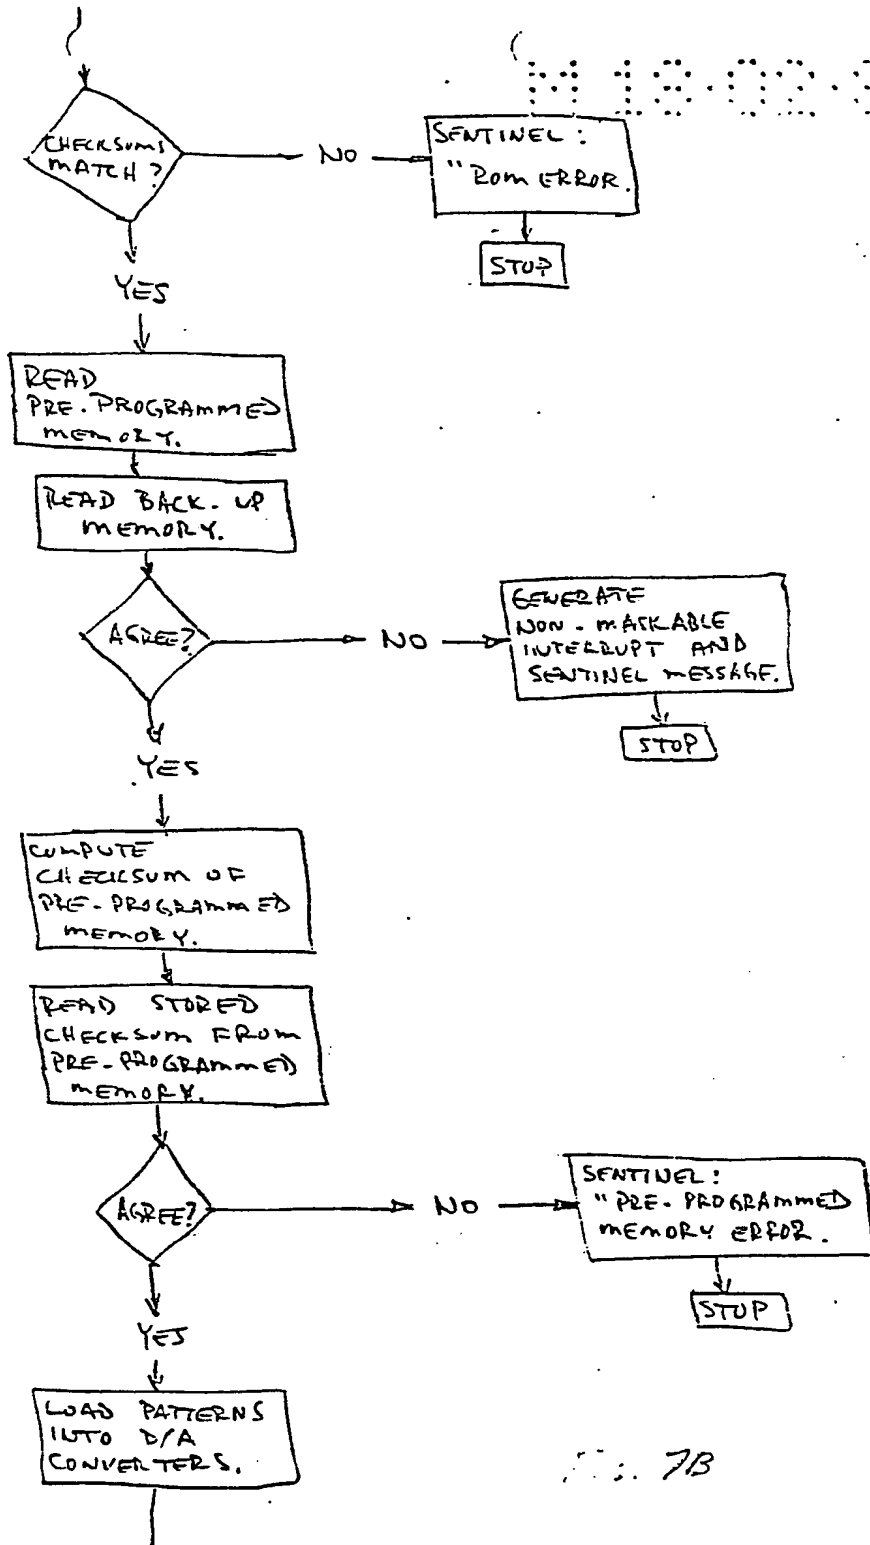 M 18·02·
CHECKSUMS
MATCH?
NO
SENTINEL:
"ROM ERROR.
STOP
YES
READ
PRE-PROGRAMMED
MEMORY.
READ BACK-UP
MEMORY.
AGREE?
NO
GENERATE
NON-MASKABLE
INTERRUPT AND
SENTINEL MESSAGE.
STOP
YES
COMPUTE
CHECKSUM OF
PRE-PROGRAMMED
MEMORY.
READ STORED
CHECKSUM FROM
PRE-PROGRAMMED
MEMORY.
AGREE?
NO
SENTINEL:
"PRE-PROGRAMMED
MEMORY ERROR.
STOP
YES
LOAD PATTERNS
INTO D/A
CONVERTERS.
7B